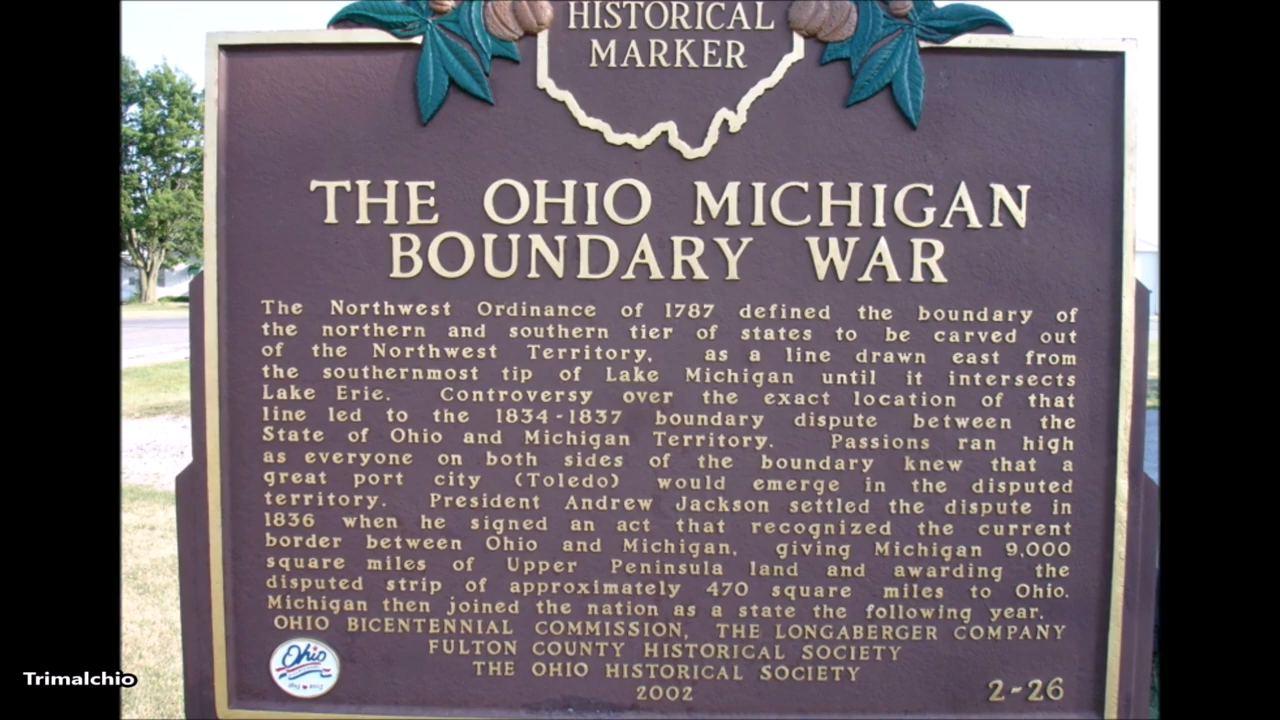 HISTORICAL
MARKER
THE OHIO MICHIGAN
BOUNDARY WAR
The Northwest Ordinance of 1787 defined the boundary of
the northern and southern tier of states to be carved out
of the Northwest Territory, as a line drawn east from
the southernmost tip of Lake Michigan until it intersects
Lake Erie. Controversy over the exact location of that
line led to the 1834-1837 boundary dispute between the
State of Ohio and Michigan Territory. Passions ran high
as everyone on both sides of the boundary knew that a
great port city (Toledo) would emerge in the disputed
territory. President Andrew Jackson settled the dispute in
1836 when he signed an act that recognized the current
border between Ohio and Michigan, giving Michigan 9,000
square miles of Upper Peninsula land and awarding the
disputed strip of approximately 470 square miles to Ohio.
Michigan then joined the nation as a state the following year.
OHIO BICENTENNIAL COMMISSION, THE LONGABERGER COMPANY
FULTON COUNTY HISTORICAL SOCIETY
THE OHIO HISTORICAL SOCIETY
2002
2-26
Ohio
Trimalchio